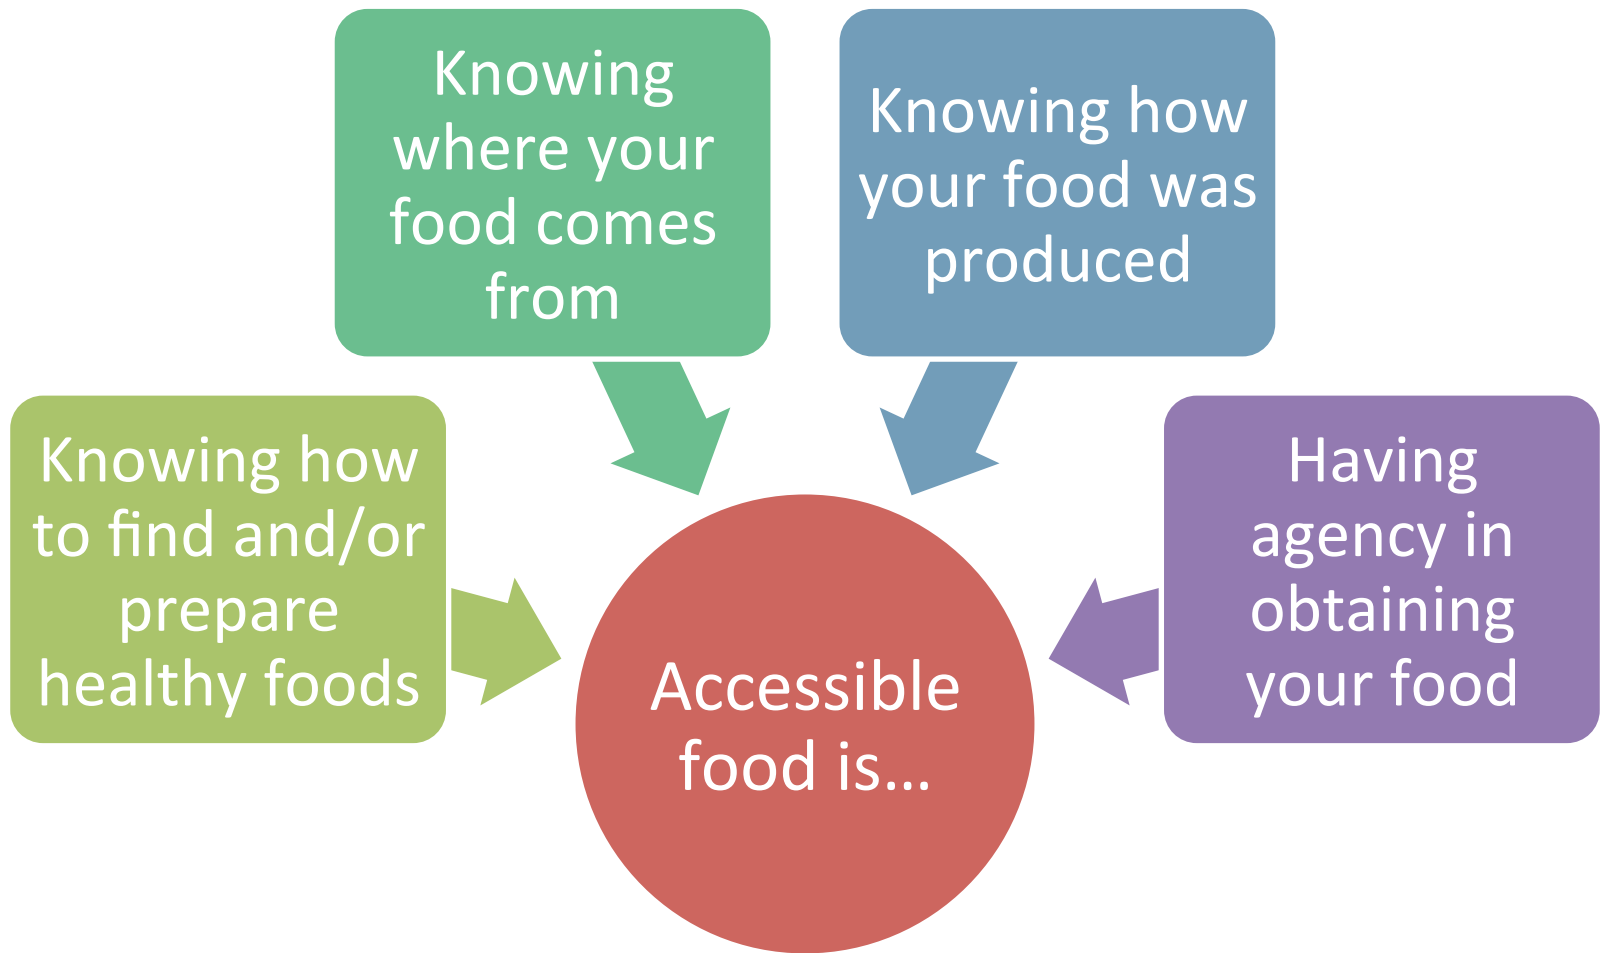 Knowing
where your
food comes
from
Knowing how
your food was
produced
Knowing how
to find and/or
prepare
healthy foods
Having
agency in
obtaining
your food
Accessible
food is…